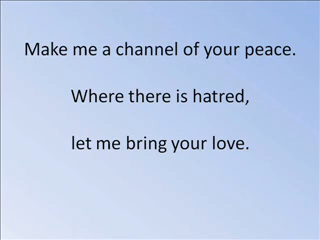 Make me a channel of your peace.
Where there is hatred,
let me bring your love.